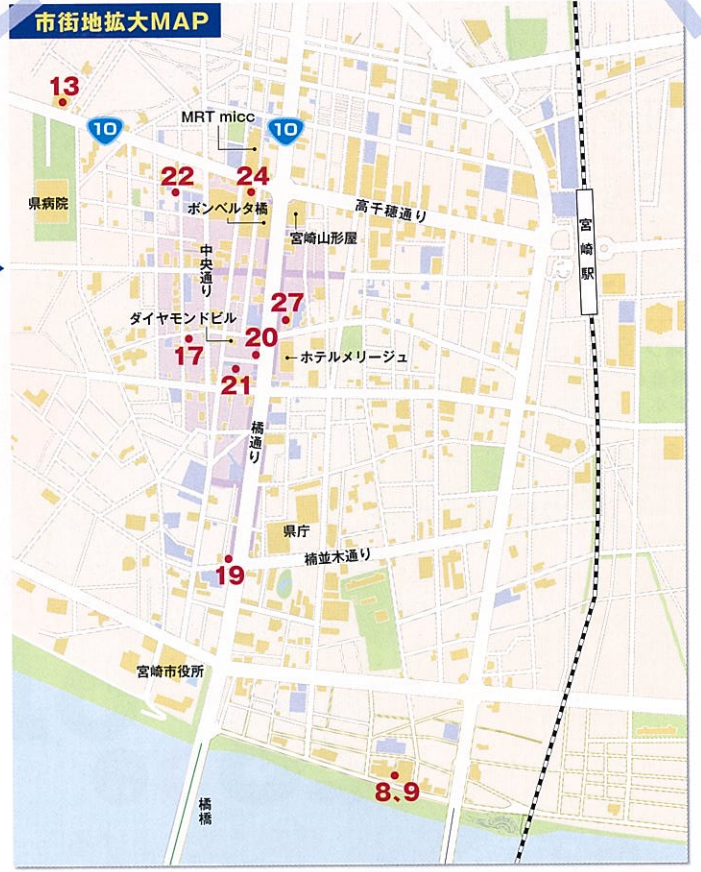 市街地拡大MAP
13
10
MRT micc
10
22
24
県病院
ボンベルタ橘
高千穂通り
宮崎山形屋
宮崎駅
中央通り
27
ダイヤモンドビル
20
17
ホテルメリージュ
21
橘通り
県庁
楠並木通り
19
宮崎市役所
8、9
橘橋